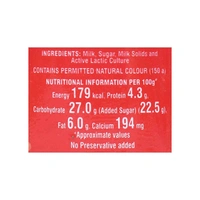 INGREDIENTS: Milk, Sugar, Milk Solids and
Active Lactic Culture
CONTAINS PERMITTED NATURAL COLOUR (150 a)
NUTRITIONAL INFORMATION PER 100g*
Energy 179 kcal. Protein 4.3 g.
Carbohydrate 27.0 g (Added Sugar) (22.5 g)
Fat 6.0 g. Calcium 194 mg
*Approximate values
No Preservative added